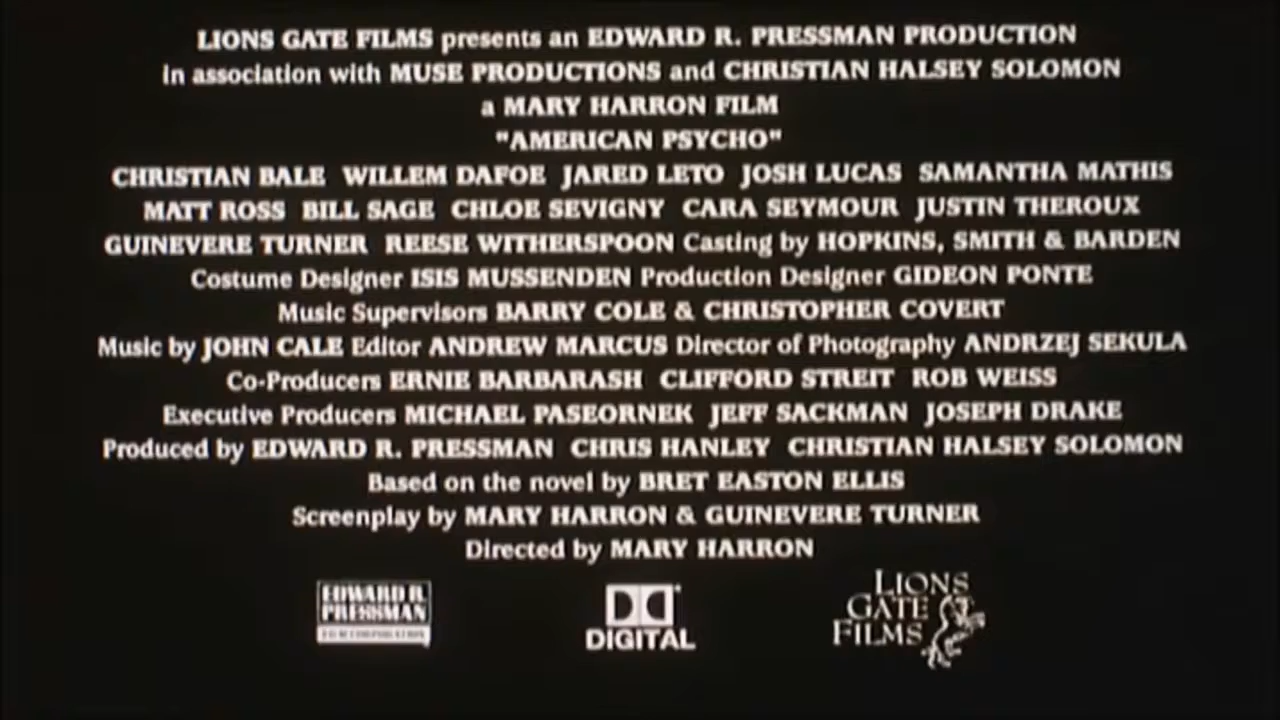 LIONS GATE FILMS presents an EDWARD R. PRESSMAN PRODUCTION
in association with MUSE PRODUCTIONS and CHRISTIAN HALSEY SOLOMON
a MARY HARRON FILM
"AMERICAN PSYCHO"
CHRISTIAN BALE WILLEM DAFOE JARED LETO JOSH LUCAS SAMANTHA MATHIS
MATT ROSS BILL SAGE CHLOE SEVIGNY CARA SEYMOUR JUSTIN THEROUX
GUINEVERE TURNER REESE WITHERSPOON Casting by HOPKINS, SMITH & BARDEN
Costume Designer ISIS MUSSENDEN Production Designer GIDEON PONTE
Music Supervisors BARRY COLE & CHRISTOPHER COVERT
Music by JOHN CALE Editor ANDREW MARCUS Director of Photography ANDRZEJ SEKULA
Co-Producers ERNIE BARBARASH CLIFFORD STREIT ROB WEISS
Executive Producers MICHAEL PASEORNEK JEFF SACKMAN JOSEPH DRAKE
Produced by EDWARD R. PRESSMAN CHRIS HANLEY CHRISTIAN HALSEY SOLOMON
Based on the novel by BRET EASTON ELLIS
Screenplay by MARY HARRON & GUINEVERE TURNER
Directed by MARY HARRON
EDWARD R.
PRESSMAN
FILM CORPORATION
DIGITAL
LIONS
GATE
FILMS